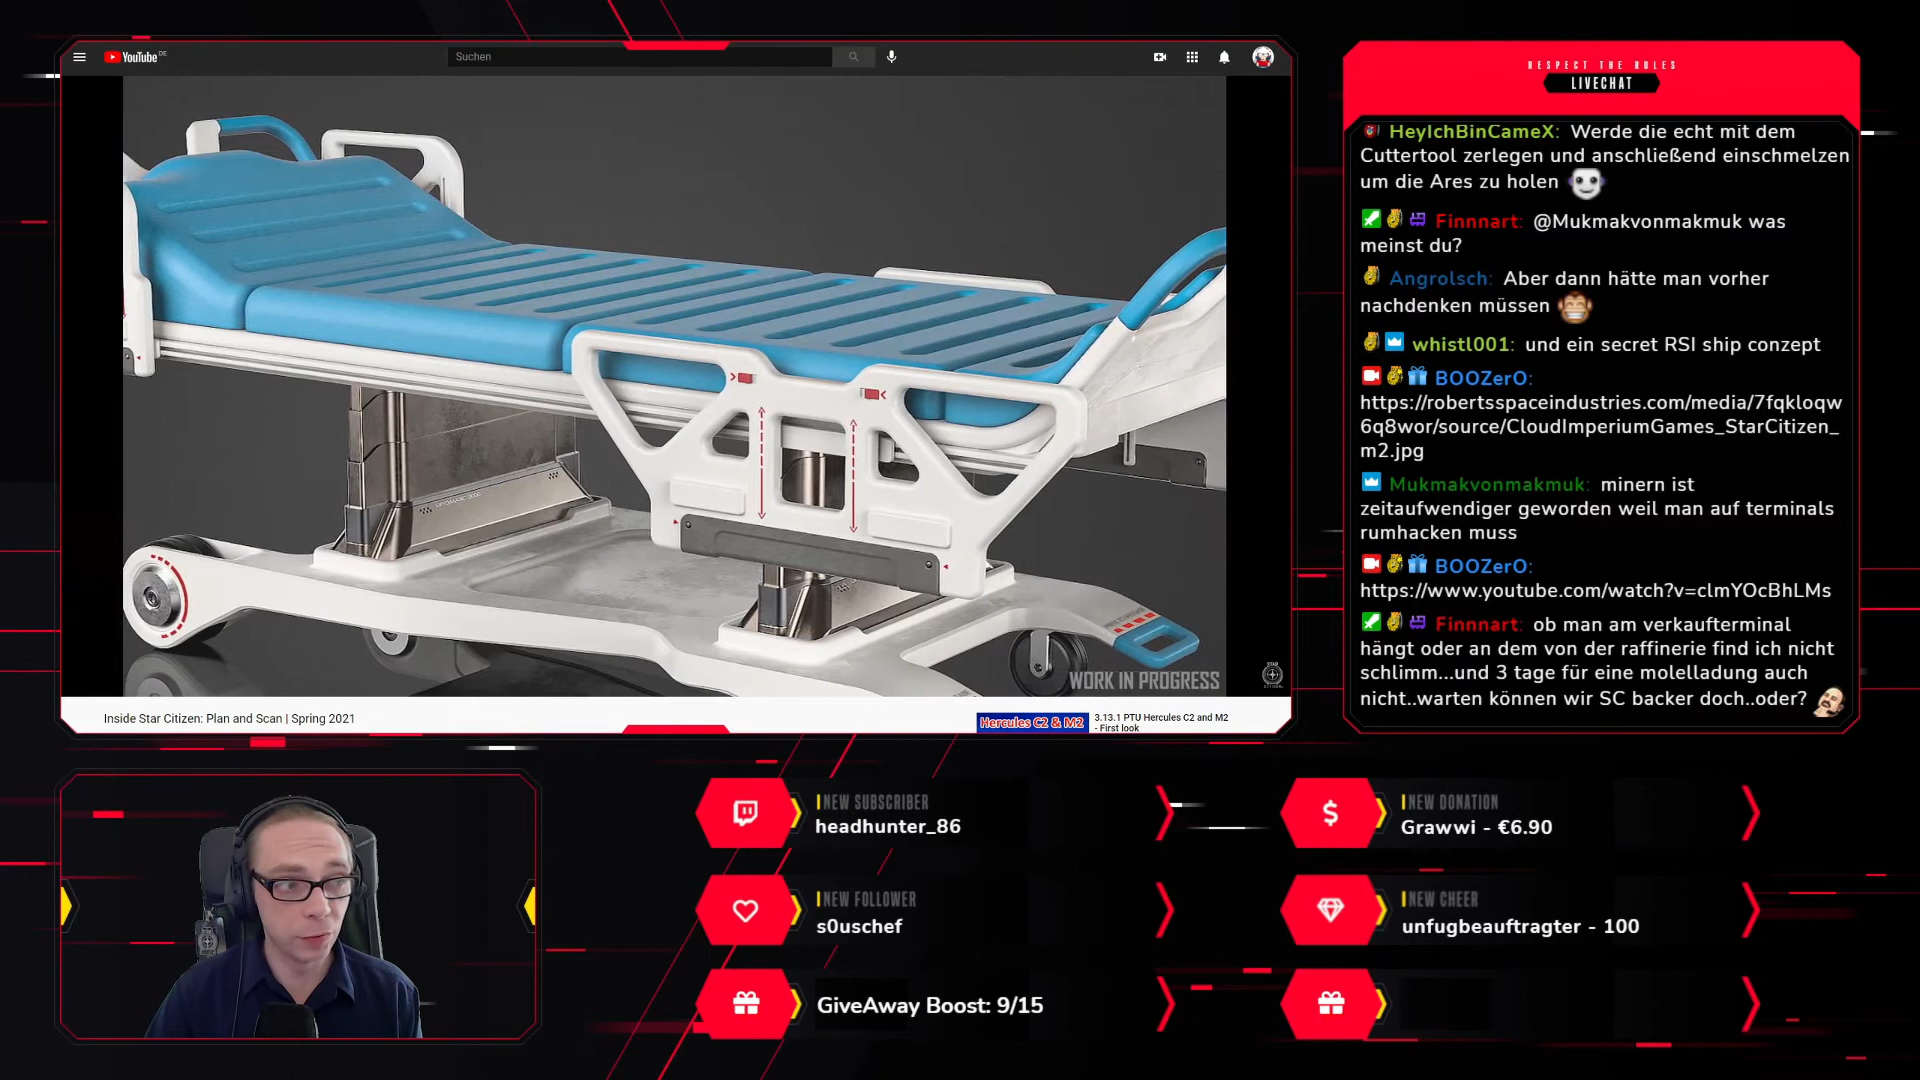 YouTube DE
Suchen
WORK IN PROGRESS
Inside Star Citizen: Plan and Scan | Spring 2021
Hercules C2 & M2
3.13.1 PTU Hercules C2 and M2
- First look
RESPECT THE RULES
LIVECHAT
HeyIchBinCameX: Werde die echt mit dem
Cuttertool zerlegen und anschließend einschmelzen
um die Ares zu holen
Finnnart: @Mukmakvonmakmuk was
meinst du?
Angrolsch: Aber dann hätte man vorher
nachdenken müssen
whistl001: und ein secret RSI ship conzept
BOOZerO:
https://robertsspaceindustries.com/media/7fqkloqw
6q8wor/source/CloudImperiumGames_StarCitizen_
m2.jpg
Mukmakvonmakmuk: minern ist
zeitaufwendiger geworden weil man auf terminals
rumhacken muss
BOOZerO:
https://www.youtube.com/watch?v=clmYOcBhLMs
Finnnart: ob man am verkaufterminal
hängt oder an dem von der raffinerie find ich nicht
schlimm...und 3 tage für eine molelladung auch
nicht..warten können wir SC backer doch..oder?
NEW SUBSCRIBER
headhunter_86
NEW DONATION
Grawwi - €6.90
NEW FOLLOWER
s0uschef
NEW CHEER
unfugbeauftragter - 100
GiveAway Boost: 9/15